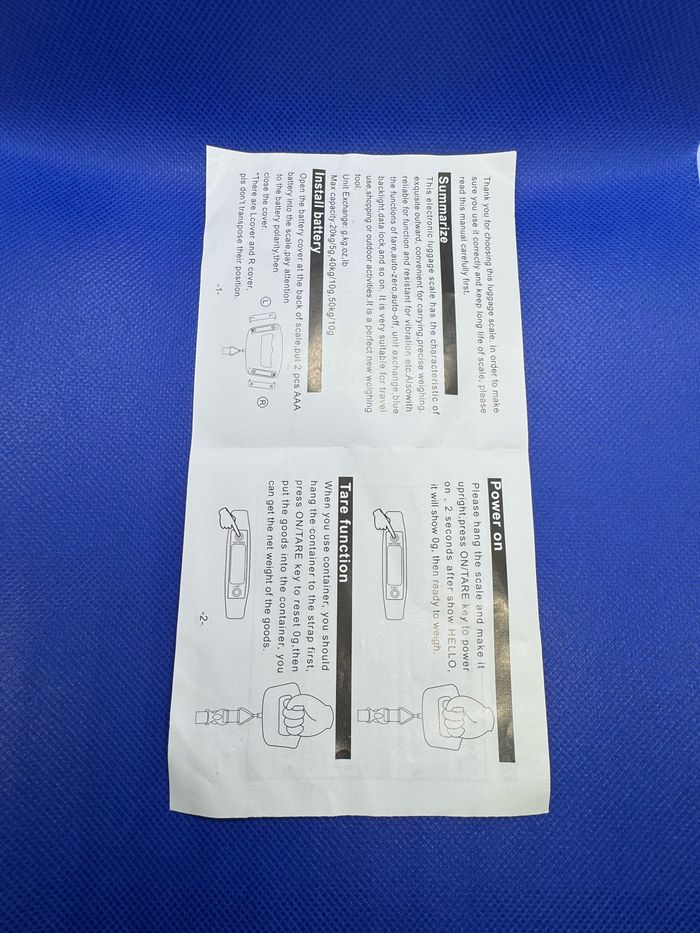 Thank you for choosing this luggage scale. In order to make
sure you use it correctly and keep long life of scale, please
read this manual carefully first.
Summarize
This electronic luggage scale has the characteristic of
exquisite outward, convenient for carrying,precise weighing,
reliable for function and resistant for vibration etc.Alsowith
the functions of tare,auto-zero,auto-off, unit exchange,blue
backlight,data lock,and so on. It is very suitable for travel
use,shopping or outdoor activities.It is a perfect new woighing
tool.
Unit Exchange: g,kg,oz,lb
Max capacity:20kg/5g,40kg/10g,50kg/10g
Install battery
Open the battery cover at the back of scale,put 2 pcs AAA
battery into the scale,pay attention
to the battery polarity,then
close the cover.
*There are Lcover and R cover,
pls don't transpose their position.
L
R
-1-
Power on
Please hang the scale and make it
upright,press ON/TARE key to power
on , 2 seconds after show HELLO,
it will show 0g, then ready to weigh.
Tare function
When you use container, you should
hang the container to the strap first,
press ON/TARE key to reset 0g,then
put the goods into the container, you
can get the net weight of the goods.
-2-